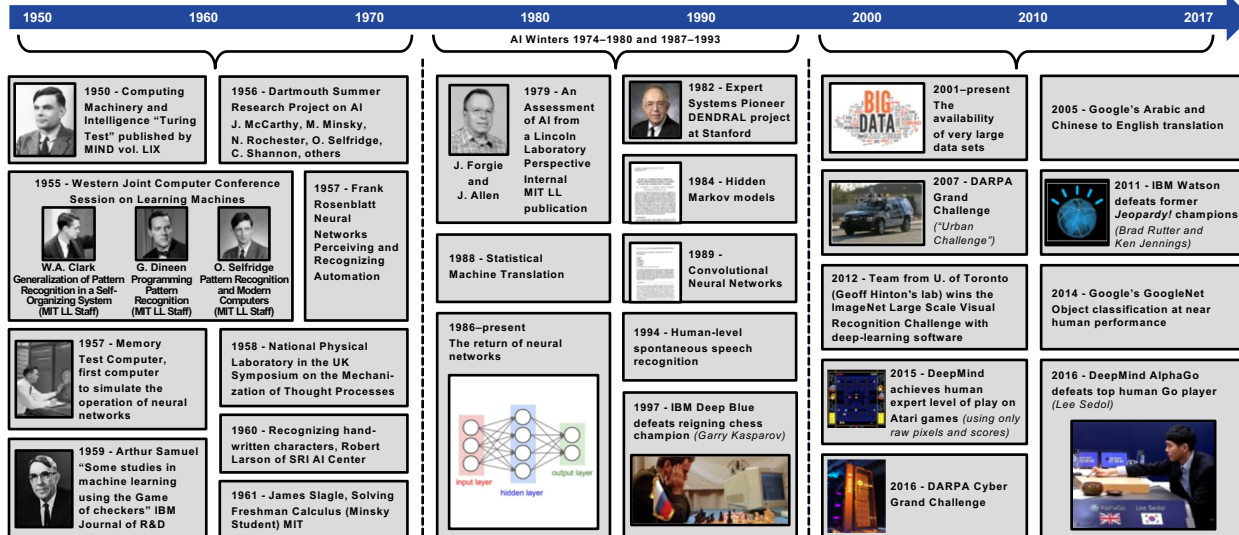 1950 1960 1970 1980 1990 2000 2010 2017
AI Winters 1974–1980 and 1987–1993
1950 - Computing
Machinery and
Intelligence “Turing
Test” published by
MIND vol. LIX
1956 - Dartmouth Summer
Research Project on AI
J. McCarthy, M. Minsky,
N. Rochester, O. Selfridge,
C. Shannon, others
1955 - Western Joint Computer Conference
Session on Learning Machines
W.A. Clark
Generalization of Pattern
Recognition in a Self-
Organizing System
(MIT LL Staff)
G. Dineen
Programming
Pattern
Recognition
(MIT LL Staff)
O. Selfridge
Pattern Recognition
and Modern
Computers
(MIT LL Staff)
1957 - Frank
Rosenblatt
Neural
Networks
Perceiving and
Recognizing
Automation
1957 - Memory
Test Computer,
first computer
to simulate the
operation of neural
networks
1958 - National Physical
Laboratory in the UK
Symposium on the Mechani-
zation of Thought Processes
1960 - Recognizing hand-
written characters, Robert
Larson of SRI AI Center
1959 - Arthur Samuel
“Some studies in
machine learning
using the Game
of checkers” IBM
Journal of R&D
1961 - James Slagle, Solving
Freshman Calculus (Minsky
Student) MIT
J. Forgie
and
J. Allen
1979 - An
Assessment
of AI from
a Lincoln
Laboratory
Perspective
Internal
MIT LL
publication
1982 - Expert
Systems Pioneer
DENDRAL project
at Stanford
1984 - Hidden
Markov models
1988 - Statistical
Machine Translation
1989 -
Convolutional
Neural Networks
1986–present
The return of neural
networks
input layer
hidden layer
output layer
1994 - Human-level
spontaneous speech
recognition
1997 - IBM Deep Blue
defeats reigning chess
champion (Garry Kasparov)
BIG
DATA
2001–present
The
availability
of very large
data sets
2005 - Google’s Arabic and
Chinese to English translation
2007 - DARPA
Grand
Challenge
(“Urban
Challenge”)
2011 - IBM Watson
defeats former
Jeopardy! champions
(Brad Rutter and
Ken Jennings)
2012 - Team from U. of Toronto
(Geoff Hinton's lab) wins the
ImageNet Large Scale Visual
Recognition Challenge with
deep-learning software
2014 - Google’s GoogleNet
Object classification at near
human performance
2015 - DeepMind
achieves human
expert level of play on
Atari games (using only
raw pixels and scores)
2016 - DeepMind AlphaGo
defeats top human Go player
(Lee Sedol)
AlphaGo Lee Sedol
2016 - DARPA Cyber
Grand Challenge